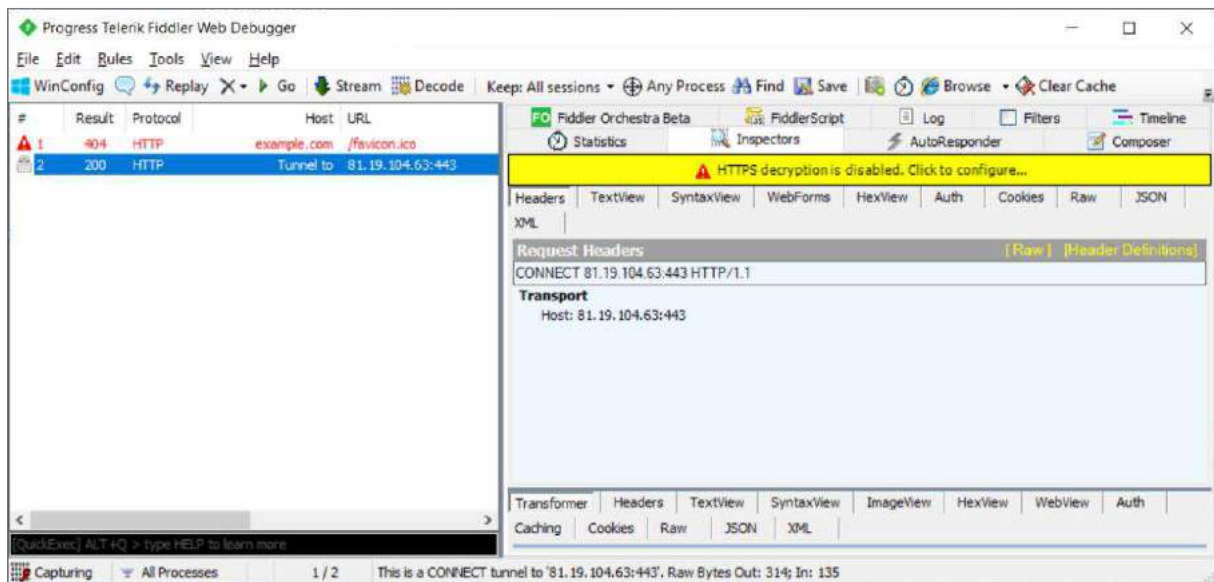 Progress Telerik Fiddler Web Debugger
File Edit Rules Tools View Help
WinConfig Replay Go Stream Decode Keep: All sessions Any Process Find Save Browse Clear Cache
# Result Protocol Host URL
1 404 HTTP example.com /favicon.ico
2 200 HTTP Tunnel to 81.19.104.63:443
FO Fiddler Orchestra Beta FiddlerScript Log Filters Timeline
Statistics Inspectors AutoResponder Composer
HTTPS decryption is disabled. Click to configure...
Headers TextView SyntaxView WebForms HexView Auth Cookies Raw JSON
XML
Request Headers [ Raw ] [Header Definitions]
CONNECT 81.19.104.63:443 HTTP/1.1
Transport
Host: 81.19.104.63:443
Transformer Headers TextView SyntaxView ImageView HexView WebView Auth
Caching Cookies Raw JSON XML
[QuickExec] ALT+Q > type HELP to learn more
Capturing All Processes 1 / 2 This is a CONNECT tunnel to '81.19.104.63:443'. Raw Bytes Out: 314; In: 135